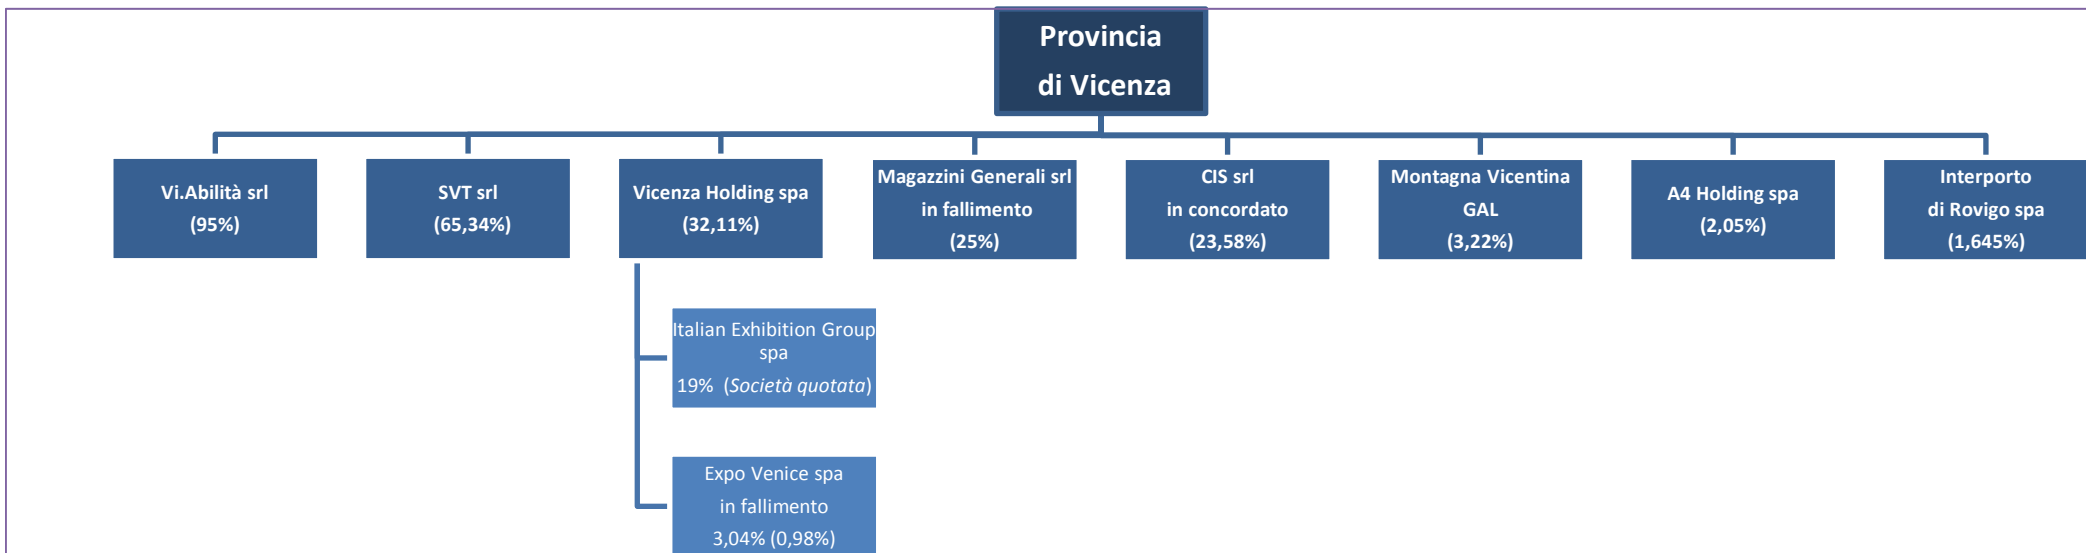 Provincia
di Vicenza
Vi.Abilità srl
(95%)
SVT srl
(65,34%)
Vicenza Holding spa
(32,11%)
Magazzini Generali srl
in fallimento
(25%)
CIS srl
in concordato
(23,58%)
Montagna Vicentina
GAL
(3,22%)
A4 Holding spa
(2,05%)
Interporto
di Rovigo spa
(1,645%)
Italian Exhibition Group
spa
19% (Società quotata)
Expo Venice spa
in fallimento
3,04% (0,98%)